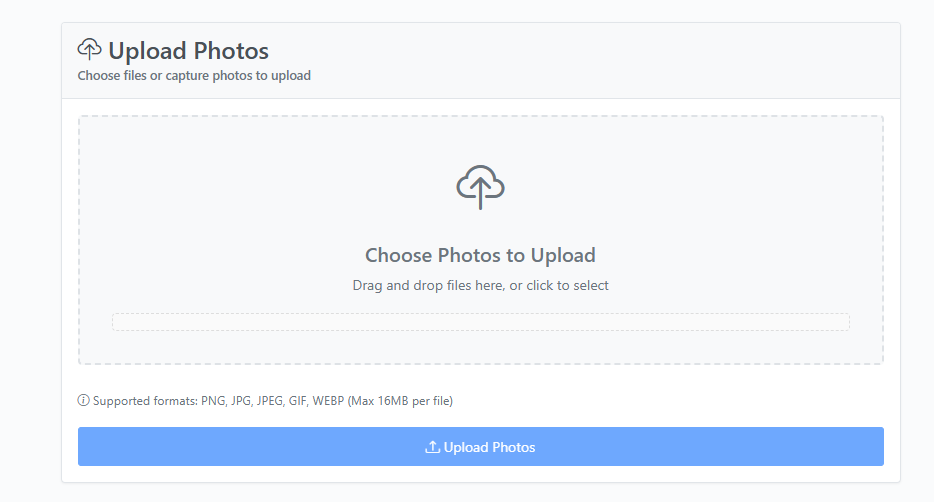 Upload Photos
Choose files or capture photos to upload
Choose Photos to Upload
Drag and drop files here, or click to select
Supported formats: PNG, JPG, JPEG, GIF, WEBP (Max 16MB per file)
Upload Photos